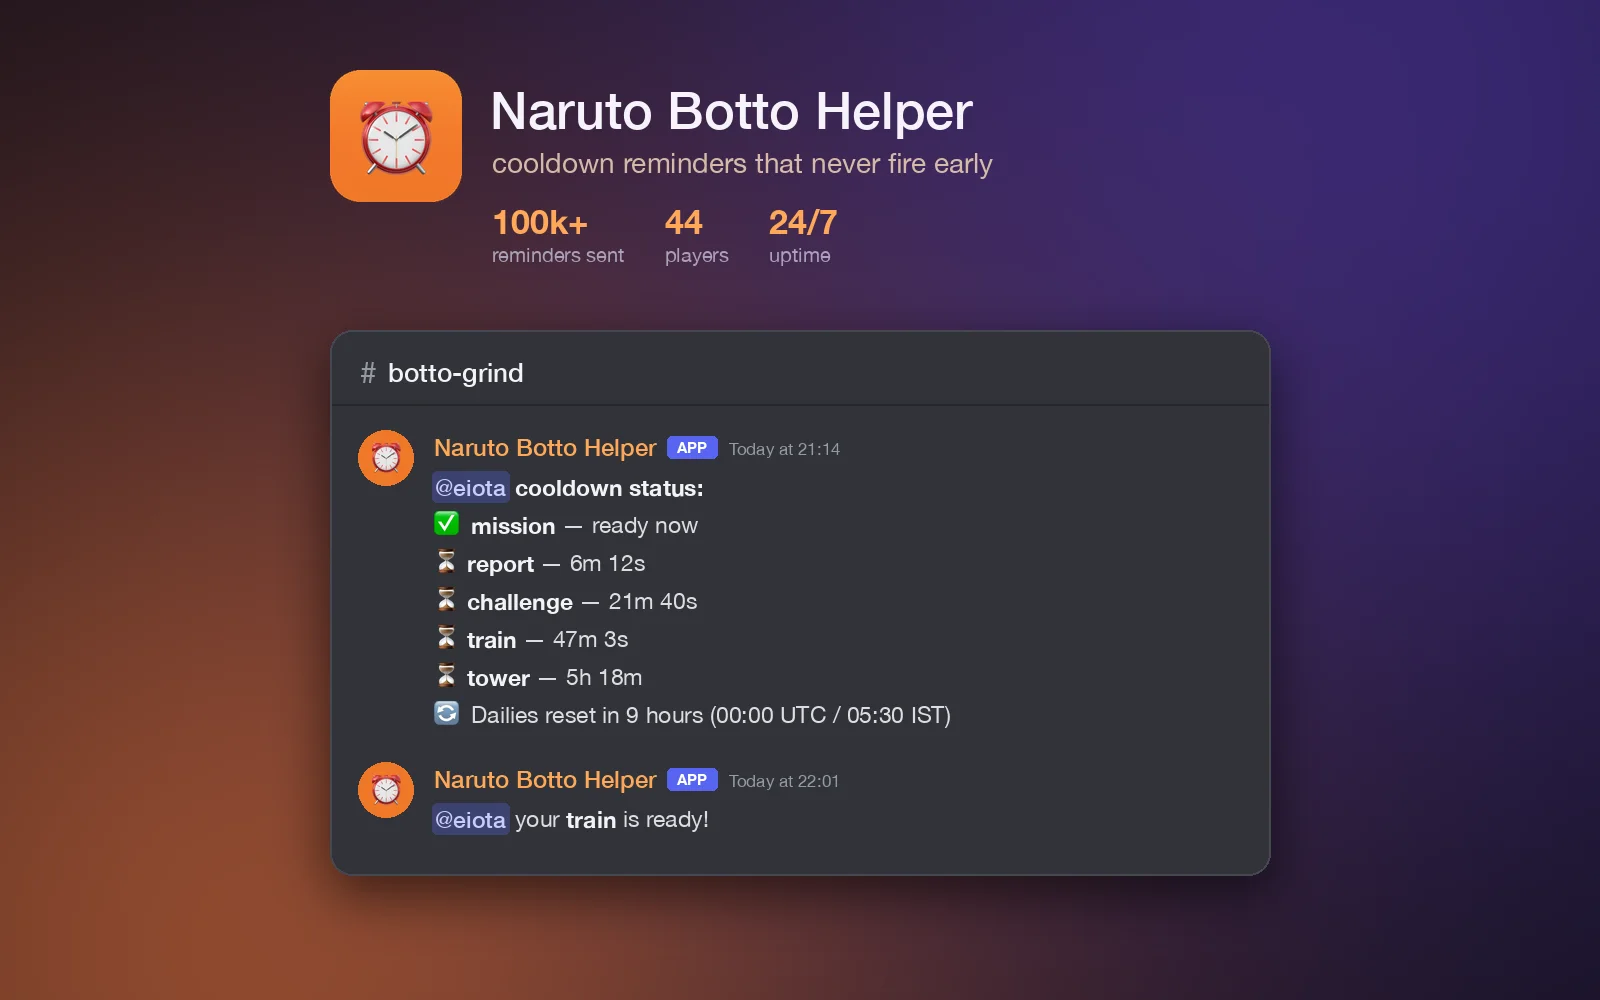 Naruto Botto Helper
cooldown reminders that never fire early
100k+ 44 24/7
reminders sent players uptime
# botto-grind
Naruto Botto Helper APP Today at 21:14
@eiota cooldown status:
✅ mission — ready now
⏳ report — 6m 12s
⏳ challenge — 21m 40s
⏳ train — 47m 3s
⏳ tower — 5h 18m
🔄 Dailies reset in 9 hours (00:00 UTC / 05:30 IST)
Naruto Botto Helper APP Today at 22:01
@eiota your train is ready!